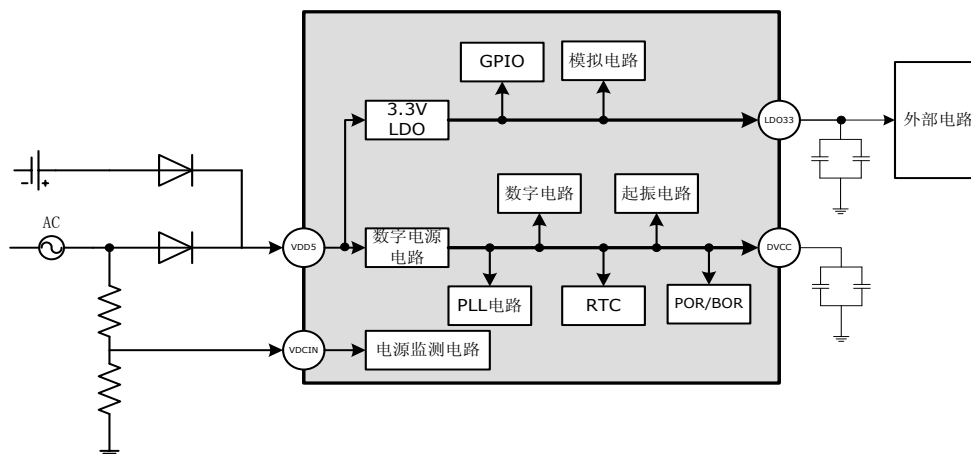 GPIO
模拟电路
3.3V
LDO
LDO33
外部电路
- +
AC
数字电路
起振电路
VDD5
数字电源
电路
DVCC
PLL电路
RTC
POR/BOR
VDCIN
电源监测电路